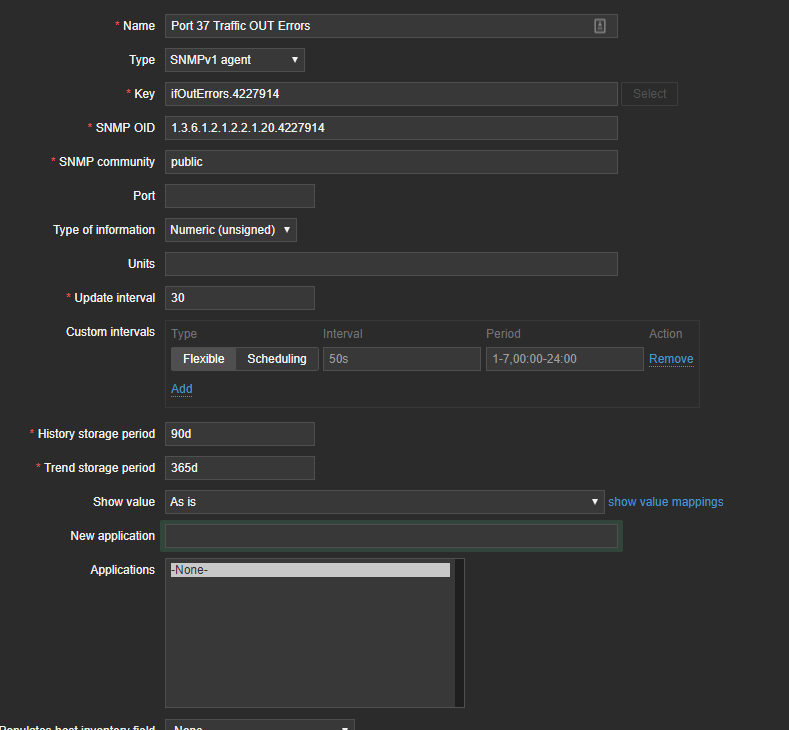 * Name Port 37 Traffic OUT Errors
Type SNMPv1 agent
* Key ifOutErrors.4227914 Select
* SNMP OID 1.3.6.1.2.1.2.2.1.20.4227914
* SNMP community public
Port
Type of information Numeric (unsigned)
Units
* Update interval 30
Custom intervals Type Interval Period Action
Flexible Scheduling 50s 1-7,00:00-24:00 Remove
Add
* History storage period 90d
* Trend storage period 365d
Show value As is show value mappings
New application
Applications -None-
Populates host inventory field -None-